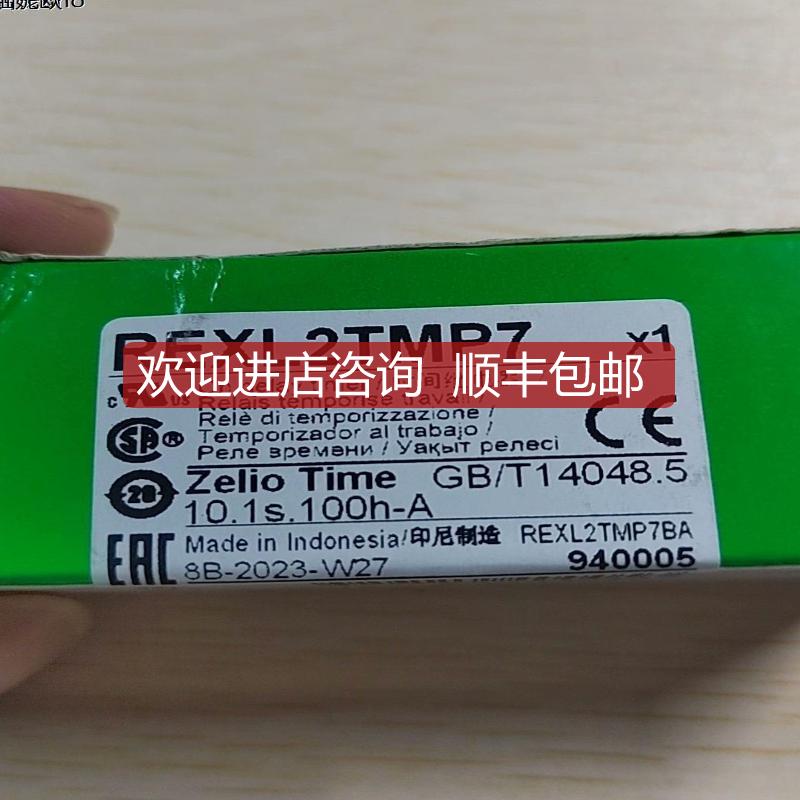 REXL2TMP7 x1
欢迎进店咨询 顺丰包邮
Relais temporisé travail/
Relè di temporizzazione /
Temporizador al trabajo /
Реле времени / Уақыт релесі
CE
SA ®
Zelio Time GB/T14048.5
20
10.1s.100h-A
Made in Indonesia/印尼制造 REXL2TMP7BA
EAC 8B-2023-W27 940005